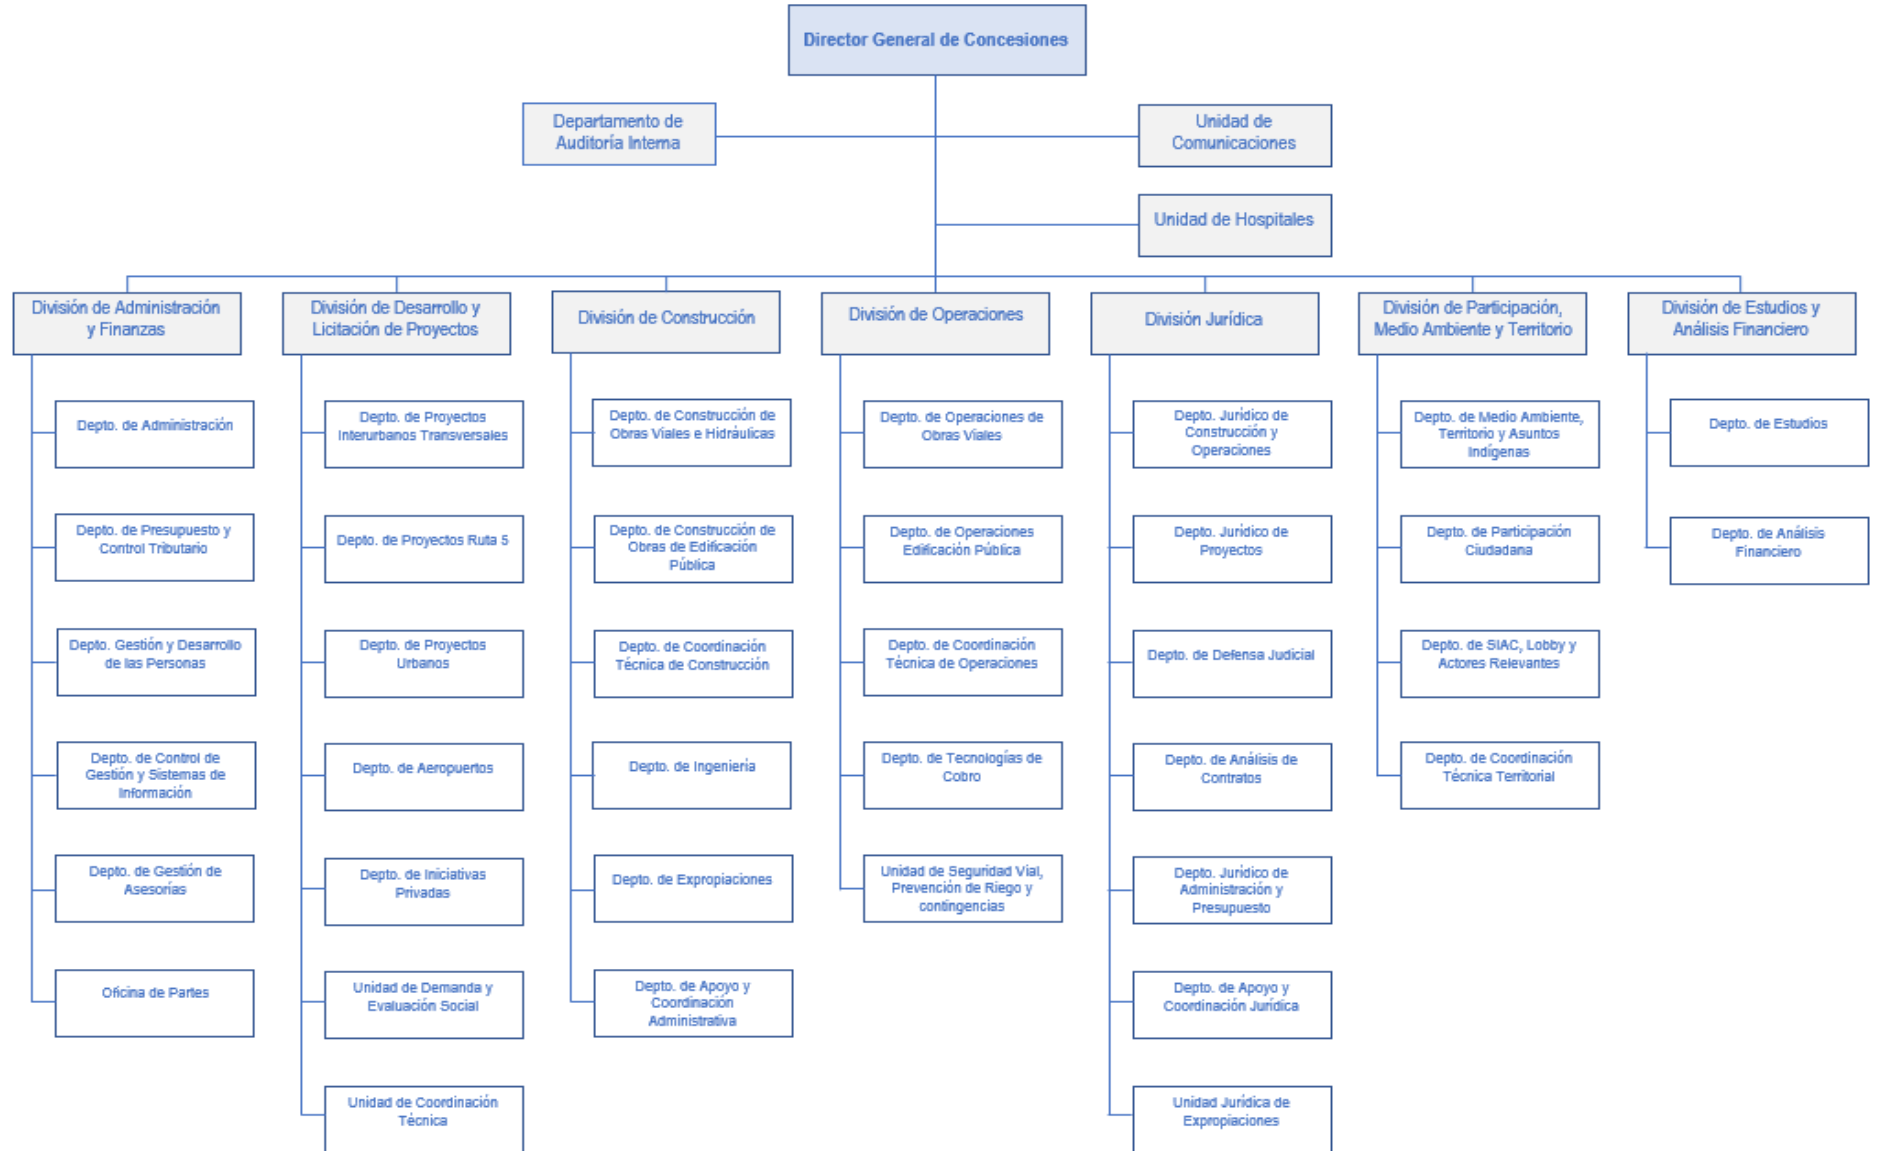 Director General de Concesiones
Departamento de
Auditoría Interna
Unidad de
Comunicaciones
Unidad de Hospitales
División de Administración
y Finanzas
División de Desarrollo y
Licitación de Proyectos
División de Construcción
División de Operaciones
División Jurídica
División de Participación,
Medio Ambiente y Territorio
División de Estudios y
Análisis Financiero
Depto. de Administración
Depto. de Presupuesto y
Control Tributario
Depto. Gestión y Desarrollo
de las Personas
Depto. de Control de
Gestión y Sistemas de
Información
Depto. de Gestión de
Asesorías
Oficina de Partes
Depto. de Proyectos
Interurbanos Transversales
Depto. de Proyectos Ruta 5
Depto. de Proyectos
Urbanos
Depto. de Aeropuertos
Depto. de Iniciativas
Privadas
Unidad de Demanda y
Evaluación Social
Unidad de Coordinación
Técnica
Depto. de Construcción de
Obras Viales e Hidráulicas
Depto. de Construcción de
Obras de Edificación
Pública
Depto. de Coordinación
Técnica de Construcción
Depto. de Ingeniería
Depto. de Expropiaciones
Depto. de Apoyo y
Coordinación
Administrativa
Depto. de Operaciones de
Obras Viales
Depto. de Operaciones
Edificación Pública
Depto. de Coordinación
Técnica de Operaciones
Depto. de Tecnologías de
Cobro
Unidad de Seguridad Vial,
Prevención de Riego y
contingencias
Depto. Jurídico de
Construcción y
Operaciones
Depto. Jurídico de
Proyectos
Depto. de Defensa Judicial
Depto. de Análisis de
Contratos
Depto. Jurídico de
Administración y
Presupuesto
Depto. de Apoyo y
Coordinación Jurídica
Unidad Jurídica de
Expropiaciones
Depto. de Medio Ambiente,
Territorio y Asuntos
Indígenas
Depto. de Participación
Ciudadana
Depto. de SIAC, Lobby y
Actores Relevantes
Depto. de Coordinación
Técnica Territorial
Depto. de Estudios
Depto. de Análisis
Financiero